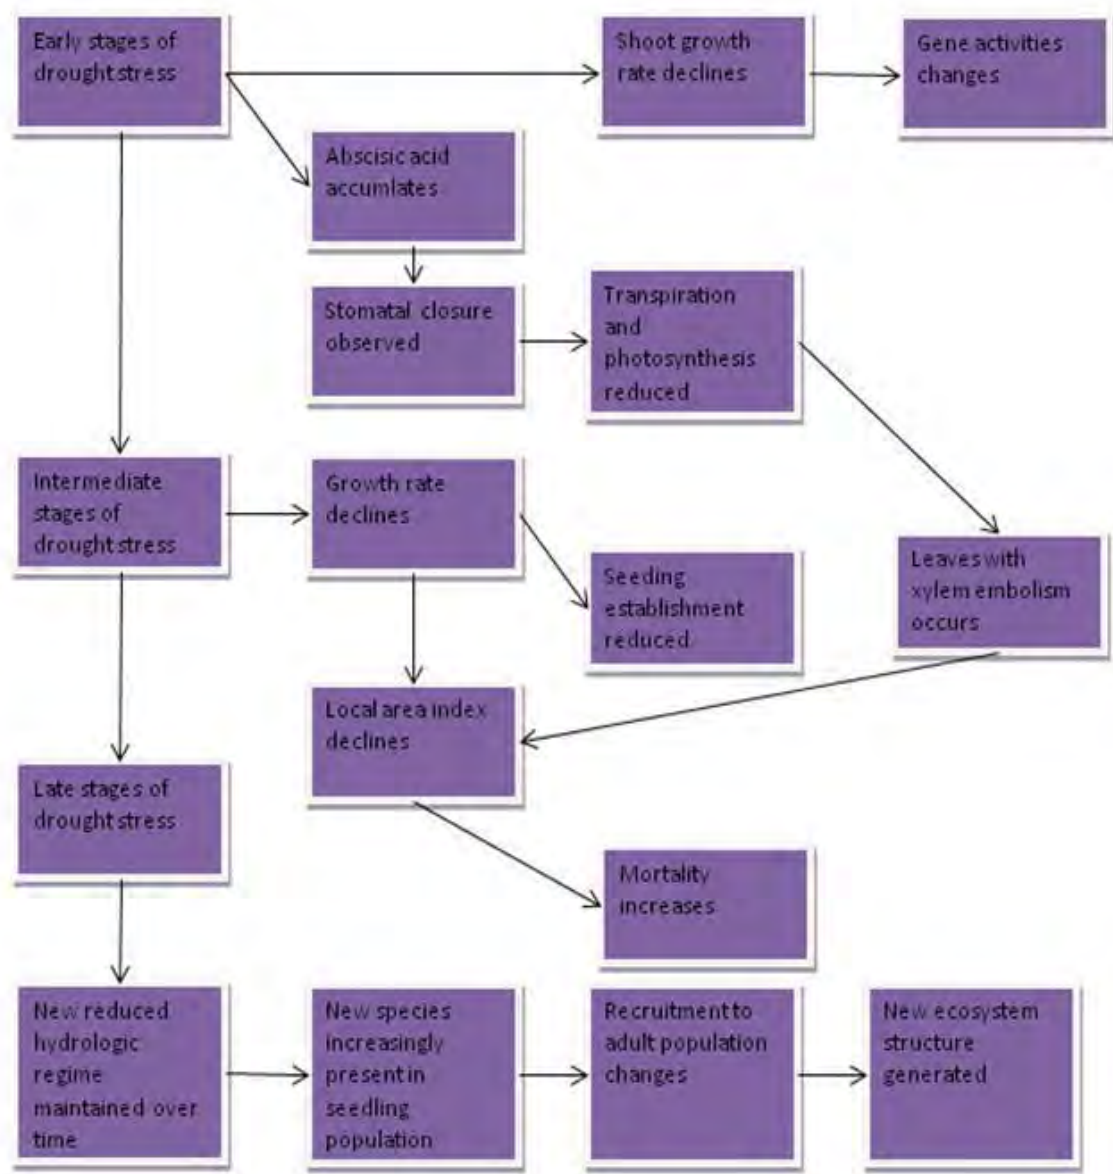 Early stages of
drought stress
Shoot growth
rate declines
Gene activities
changes
Abscisic acid
accumlates
Stomatal closure
observed
Transpiration
and
photosynthesis
reduced
Intermediate
stages of
drought stress
Growth rate
declines
Seeding
establishment
reduced
Leaves with
xylem embolism
occurs
Local area index
declines
Late stages of
drought stress
Mortality
increases
New reduced
hydrologic
regime
maintained over
time
New species
increasingly
present in
seedling
population
Recruitment to
adult population
changes
New ecosystem
structure
generated